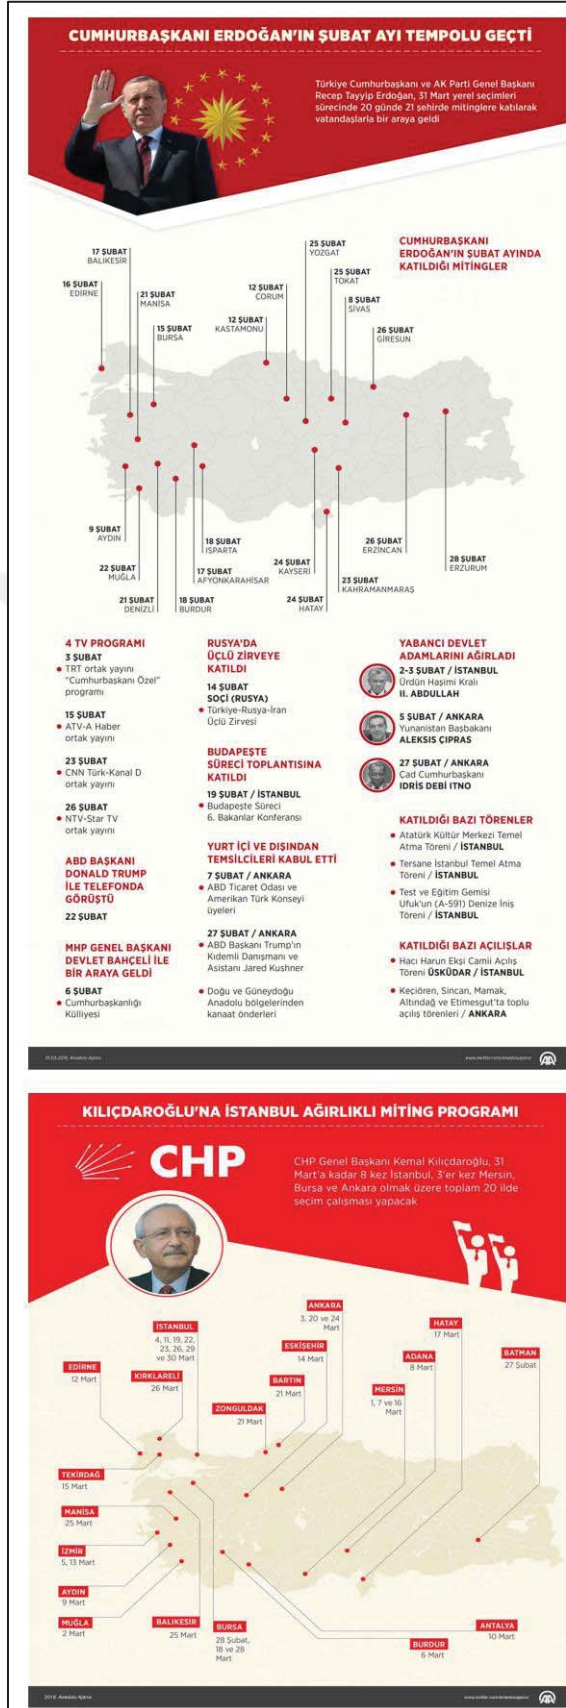 CUMHURBAŞKANI ERDOĞAN'IN ŞUBAT AYI TEMPOLU GEÇTİ
Türkiye Cumhurbaşkanı ve AK Parti Genel Başkanı
Recep Tayyip Erdoğan, 31 Mart yerel seçimleri
sürecinde 20 günde 21 şehirde mitinglere katılarak
vatandaşlarla bir araya geldi
CUMHURBAŞKANI
ERDOĞAN'IN ŞUBAT AYINDA
KATILDIĞI MİTİNGLER
17 ŞUBAT
BALIKESİR
16 ŞUBAT
EDİRNE
21 ŞUBAT
MANİSA
15 ŞUBAT
BURSA
12 ŞUBAT
KASTAMONU
12 ŞUBAT
ÇORUM
25 ŞUBAT
YOZGAT
25 ŞUBAT
TOKAT
8 ŞUBAT
SİVAS
26 ŞUBAT
GİRESUN
9 ŞUBAT
AYDIN
22 ŞUBAT
MUĞLA
21 ŞUBAT
DENİZLİ
18 ŞUBAT
BURDUR
17 ŞUBAT
AFYONKARAHİSAR
18 ŞUBAT
ISPARTA
24 ŞUBAT
KAYSERİ
24 ŞUBAT
HATAY
23 ŞUBAT
KAHRAMANMARAŞ
26 ŞUBAT
ERZİNCAN
28 ŞUBAT
ERZURUM
4 TV PROGRAMI
3 ŞUBAT
TRT ortak yayını
"Cumhurbaşkanı Özel"
programı
15 ŞUBAT
ATV-A Haber
ortak yayını
23 ŞUBAT
CNN Türk-Kanal D
ortak yayını
26 ŞUBAT
NTV-Star TV
ortak yayını
ABD BAŞKANI
DONALD TRUMP
İLE TELEFONDA
GÖRÜŞTÜ
22 ŞUBAT
MHP GENEL BAŞKANI
DEVLET BAHÇELİ İLE
BİR ARAYA GELDİ
6 ŞUBAT
Cumhurbaşkanlığı
Külliyesi
RUSYA'DA
ÜÇLÜ ZİRVEYE
KATILDI
14 ŞUBAT
SOÇİ (RUSYA)
Türkiye-Rusya-İran
Üçlü Zirvesi
BUDAPEŞTE
SÜRECİ TOPLANTISINA
KATILDI
19 ŞUBAT / İSTANBUL
Budapeşte Süreci
6. Bakanlar Konferansı
YURT İÇİ VE DIŞINDAN
TEMSİLCİLERİ KABUL ETTİ
7 ŞUBAT / ANKARA
ABD Ticaret Odası ve
Amerikan Türk Konseyi
üyeleri
27 ŞUBAT / ANKARA
ABD Başkanı Trump'ın
Kıdemli Danışmanı ve
Asistanı Jared Kushner
Doğu ve Güneydoğu
Anadolu bölgelerinden
kanaat önderleri
YABANCI DEVLET
ADAMLARINI AĞIRLADI
2-3 ŞUBAT / İSTANBUL
Ürdün Haşimi Kralı
II. ABDULLAH
5 ŞUBAT / ANKARA
Yunanistan Başbakanı
ALEKSIS ÇIPRAS
27 ŞUBAT / ANKARA
Çad Cumhurbaşkanı
IDRİS DEBİ ITNO
KATILDIĞI BAZI TÖRENLER
Atatürk Kültür Merkezi Temel
Atma Töreni / İSTANBUL
Tersane İstanbul Temel Atma
Töreni / İSTANBUL
Test ve Eğitim Gemisi
Ufuk'un (A-591) Denize İniş
Töreni / İSTANBUL
KATILDIĞI BAZI AÇILIŞLAR
Hacı Harun Ekşi Camii Açılış
Töreni ÜSKÜDAR / İSTANBUL
Keçiören, Sincan, Mamak,
Altındağ ve Etimesgut'ta toplu
açılış törenleri / ANKARA
AA
KILIÇDAROĞLU'NA İSTANBUL AĞIRLIKLI MİTİNG PROGRAMI
CHP
CHP Genel Başkanı Kemal Kılıçdaroğlu, 31
Mart'a kadar 8 kez İstanbul, 3'er kez Mersin,
Bursa ve Ankara olmak üzere toplam 20 ilde
seçim çalışması yapacak
İSTANBUL
4, 11, 19, 22,
23, 26, 29
ve 30 Mart
ANKARA
3, 20 ve 24
Mart
HATAY
17 Mart
ESKİŞEHİR
14 Mart
ADANA
8 Mart
BATMAN
27 Şubat
EDİRNE
12 Mart
KIRKLARELİ
26 Mart
BARTIN
21 Mart
MERSİN
1, 7 ve 16
Mart
ZONGULDAK
21 Mart
TEKİRDAĞ
15 Mart
MANİSA
25 Mart
İZMİR
5, 13 Mart
AYDIN
9 Mart
MUĞLA
2 Mart
BALIKESİR
25 Mart
BURSA
28 Şubat,
18 ve 28
Mart
BURDUR
6 Mart
ANTALYA
10 Mart
2019, Anadolu Ajansı
AA